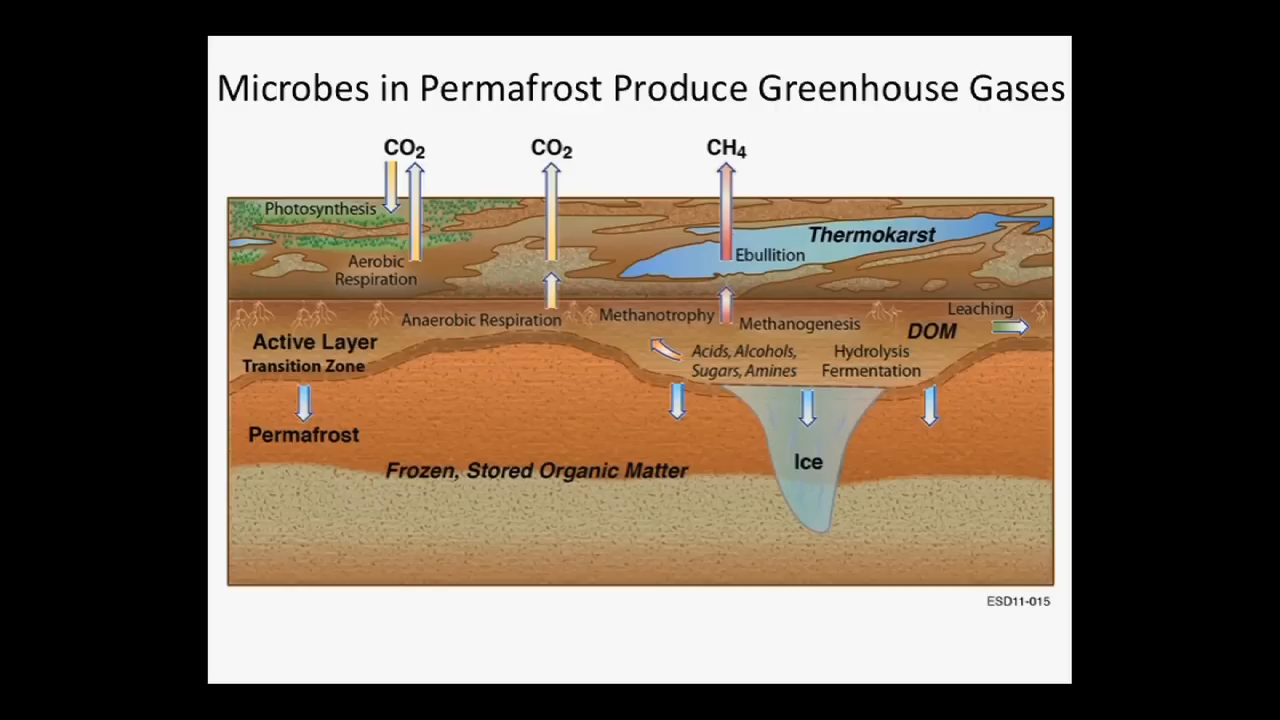 Microbes in Permafrost Produce Greenhouse Gases
CO2
CO2
CH4
Photosynthesis
Thermokarst
Aerobic
Respiration
Ebullition
Anaerobic Respiration
Methanotrophy
Methanogenesis
Leaching
DOM
Active Layer
Transition Zone
Acids, Alcohols,
Sugars, Amines
Hydrolysis
Fermentation
Permafrost
Ice
Frozen, Stored Organic Matter
ESD11-015